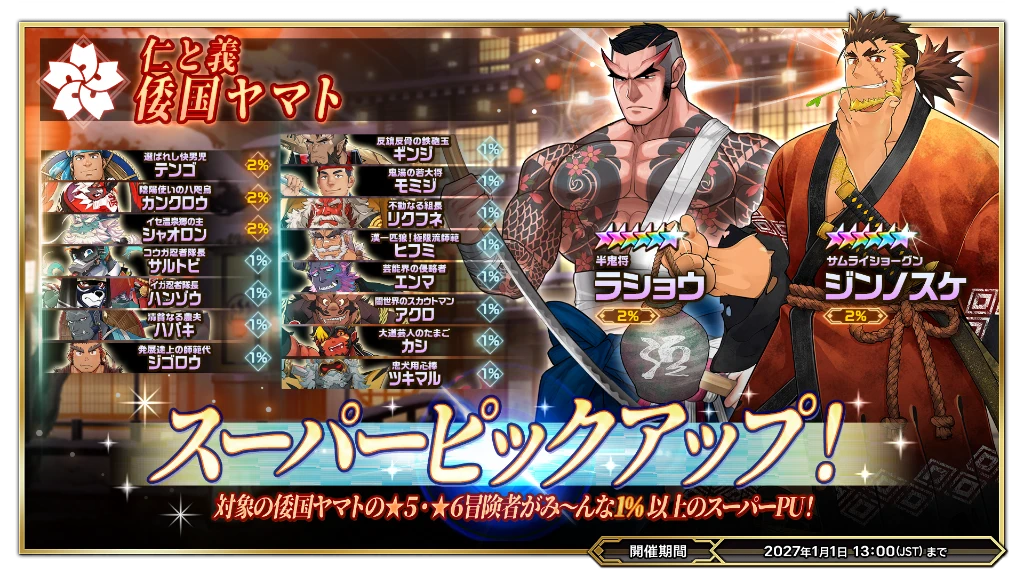 仁と義
倭国ヤマト
選ばれし快男児
テンゴ
2%
陰陽使いの八咫烏
カンクロウ
2%
イセ温泉郷の主
シャオロン
2%
コウガ忍者隊長
サルトビ
1%
イガ忍者隊長
ハンゾウ
1%
清貧なる農夫
ハバキ
1%
発展途上の師範代
ジゴロウ
1%
反旗反骨の鉄砲玉
ギンジ
1%
鬼湯の若大将
モミジ
1%
不動なる組長
リクフネ
1%
漢一匹狼!極限流師範
ヒフミ
1%
芸能界の侵略者
エンマ
1%
闇世界のスカウトマン
アクロ
1%
大道芸人のたまご
カシ
1%
忠犬用心棒
ツキマル
1%
半鬼将
ラショウ
2%
サムライショーグン
ジンノスケ
2%
酒
スーパーピックアップ!
対象の倭国ヤマトの★5・★6冒険者がみ~んな1%以上のスーパーPU!
開催期間
2027年1月1日 13:00(JST) まで